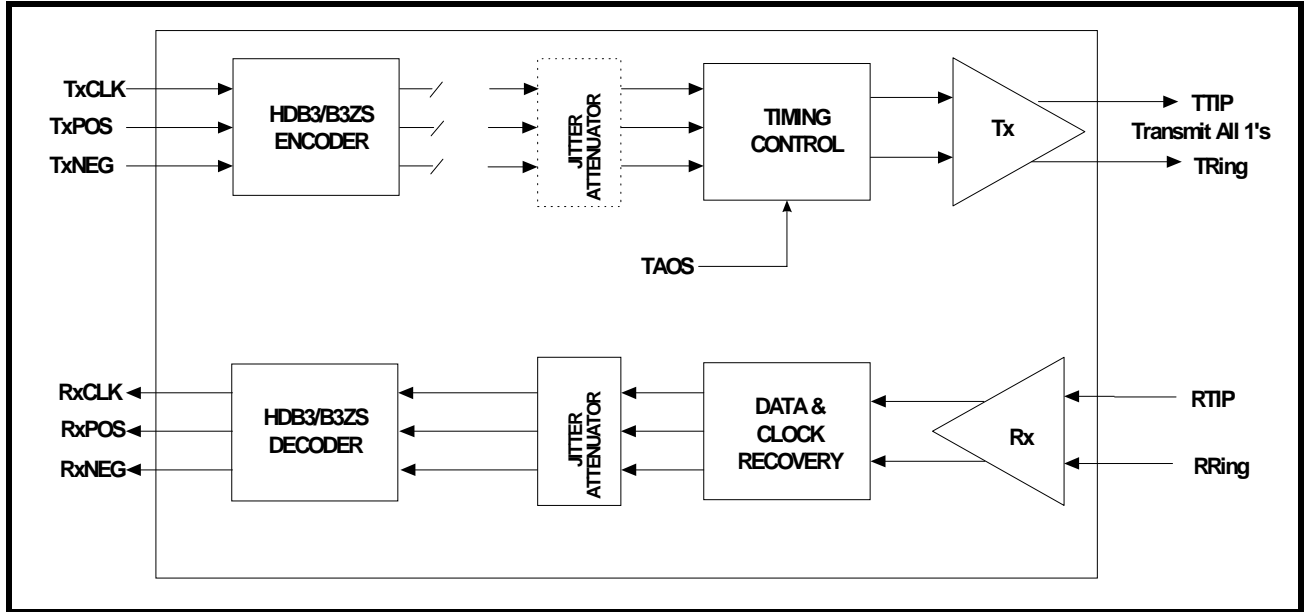 TxCLK
TxPOS
TxNEG
HDB3/B3ZS
ENCODER
JITTER
ATTENUATOR
TIMING
CONTROL
Tx
TTIP
Transmit All 1's
TRing
TAOS
RxCLK
RxPOS
RxNEG
HDB3/B3ZS
DECODER
JITTER
ATTENUATOR
DATA &
CLOCK
RECOVERY
Rx
RTIP
RRing